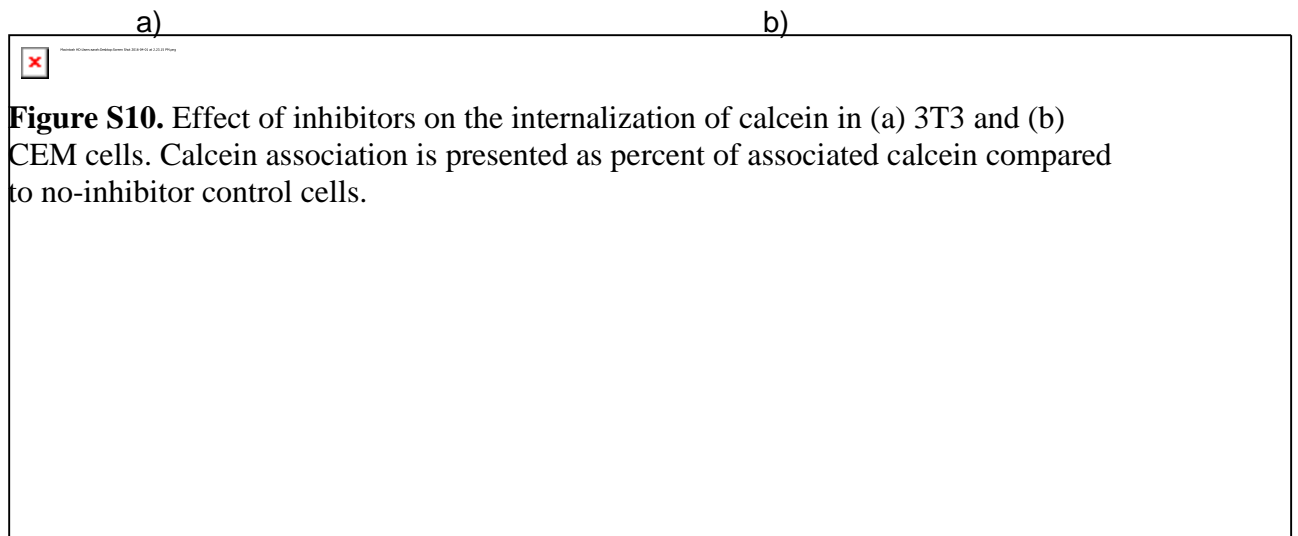 a) b)
Figure S10. Effect of inhibitors on the internalization of calcein in (a) 3T3 and (b)
CEM cells. Calcein association is presented as percent of associated calcein compared
to no-inhibitor control cells.